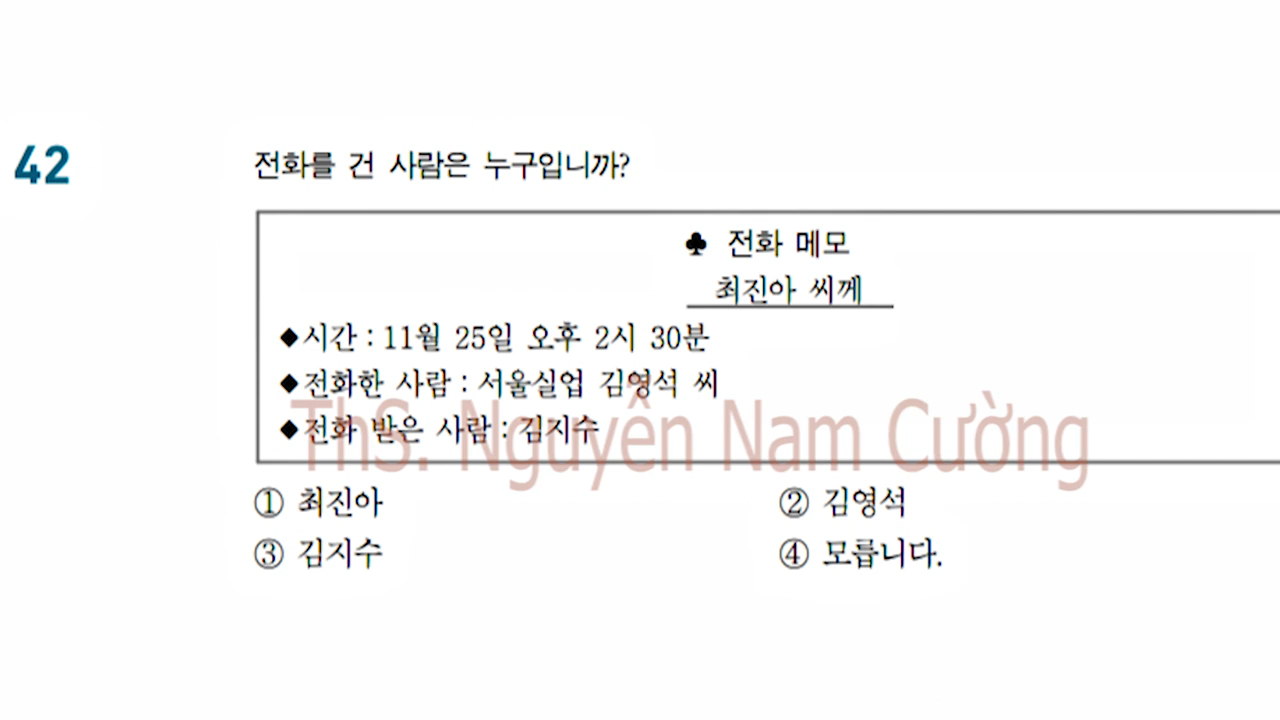 42
전화를 건 사람은 누구입니까?
♣ 전화 메모
최진아 씨께
◆시간 : 11월 25일 오후 2시 30분
◆전화한 사람 : 서울실업 김영석 씨
◆전화 받은 사람 : 김지수
ThS. Nguyễn Nam Cường
① 최진아
② 김영석
③ 김지수
④ 모릅니다.